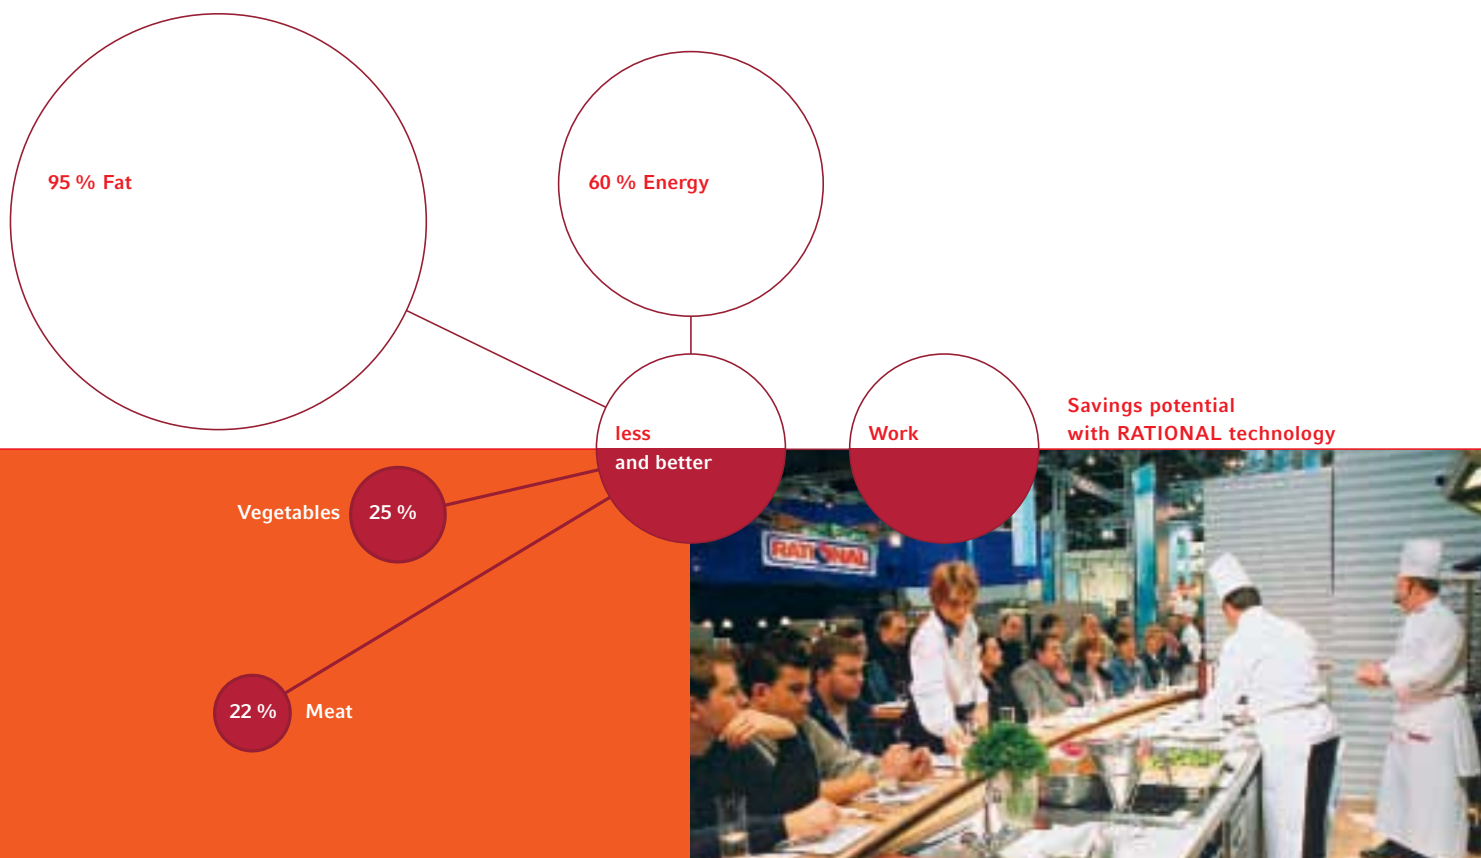 95 % Fat
60 % Energy
less
and better
Work
Savings potential
with RATIONAL technology
Vegetables
25 %
22 %
Meat
RATIONAL